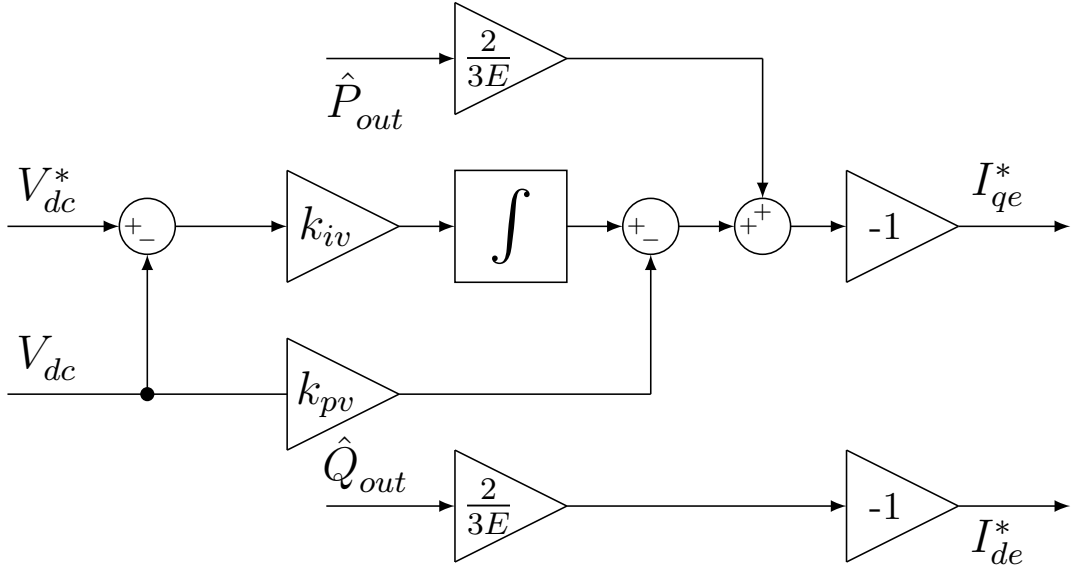 2/3E
P̂_out
V*_dc
+
−
k_iv
∫
+
−
+
+
-1
I*_qe
V_dc
k_pv
Q̂_out
2/3E
-1
I*_de